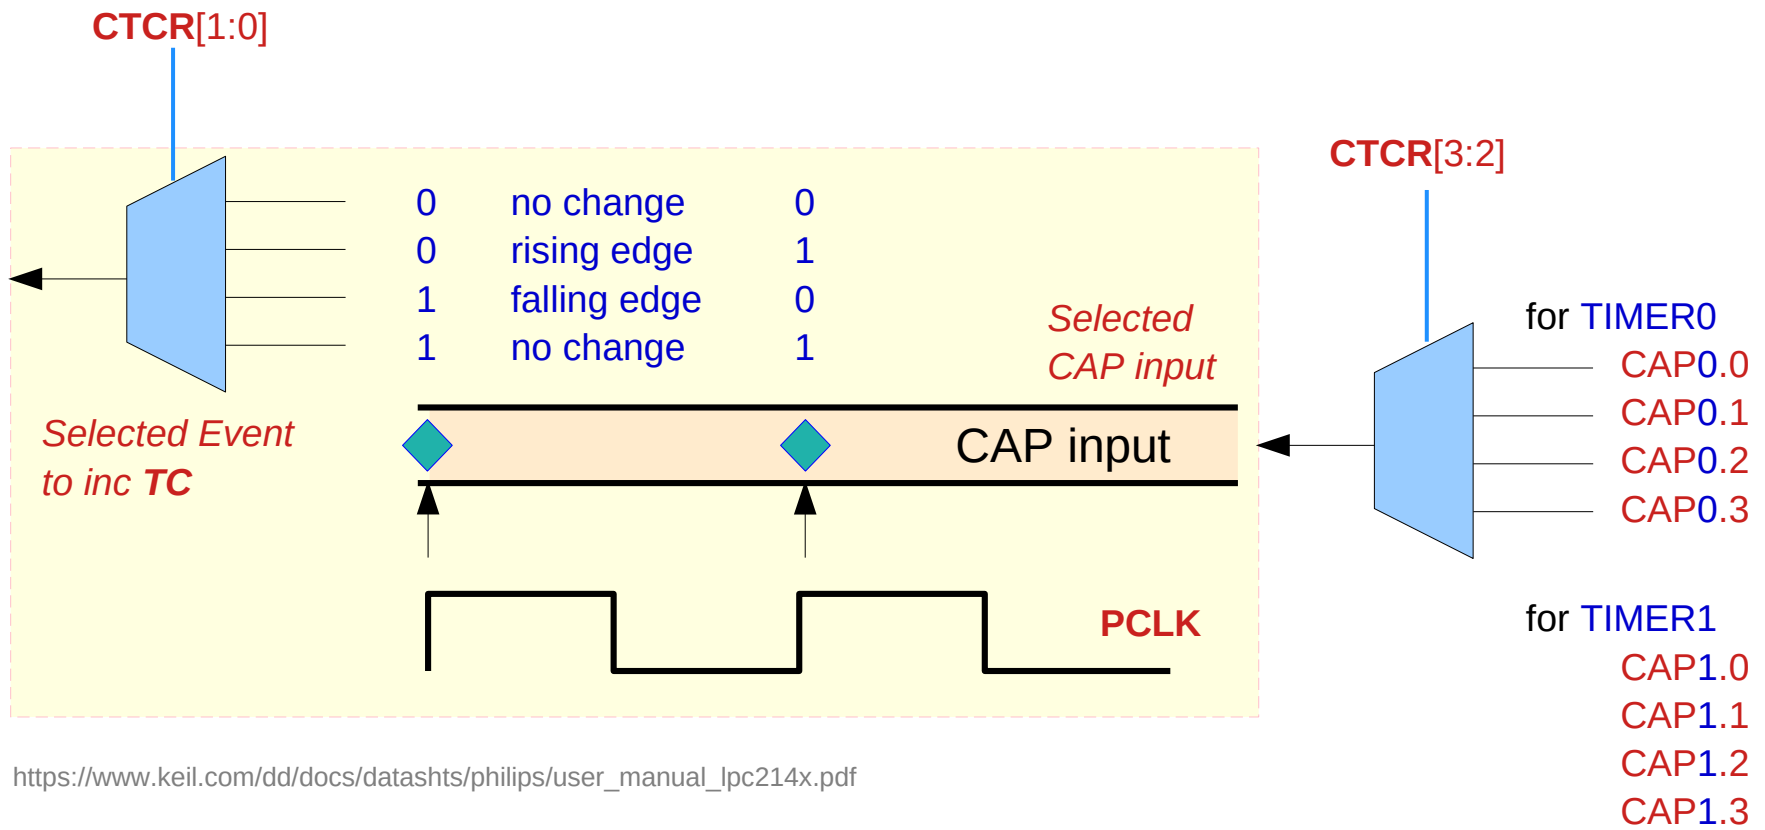 CTCR[1:0]
CTCR[3:2]
0 no change 0
0 rising edge 1
1 falling edge 0
1 no change 1
Selected
CAP input
for TIMER0
CAP0.0
CAP0.1
CAP0.2
CAP0.3
Selected Event
to inc TC
CAP input
PCLK
for TIMER1
CAP1.0
CAP1.1
CAP1.2
CAP1.3
https://www.keil.com/dd/docs/datashts/philips/user_manual_lpc214x.pdf